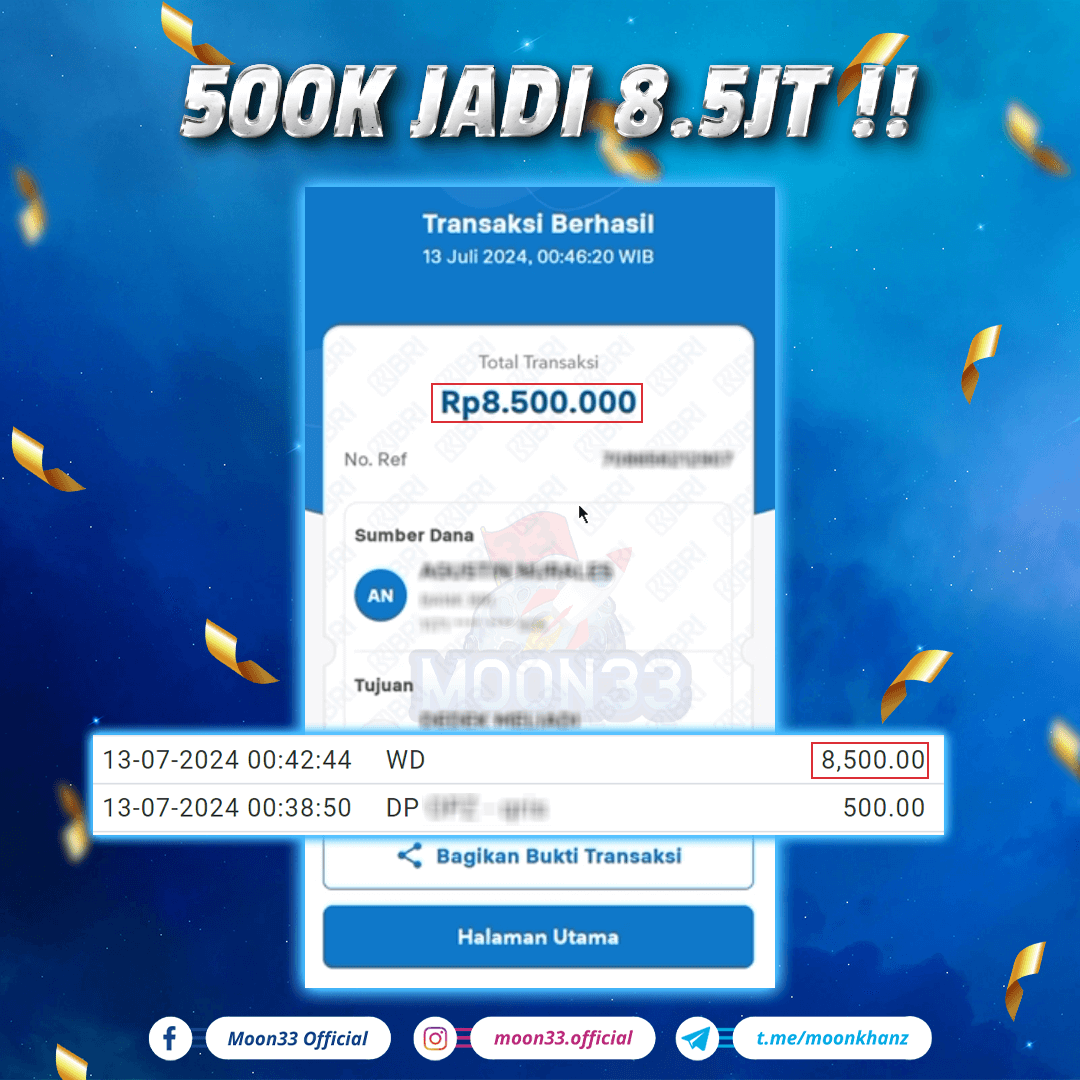 500K JADI 8.5JT !!
Transaksi Berhasil
13 Juli 2024, 00:46:20 WIB
Total Transaksi
Rp8.500.000
No. Ref
Sumber Dana
AN
MOON33
Tujuan
13-07-2024 00:42:44 WD 8,500.00
13-07-2024 00:38:50 DP 500.00
Bagikan Bukti Transaksi
Halaman Utama
Moon33 Official
moon33.official
t.me/moonkhanz